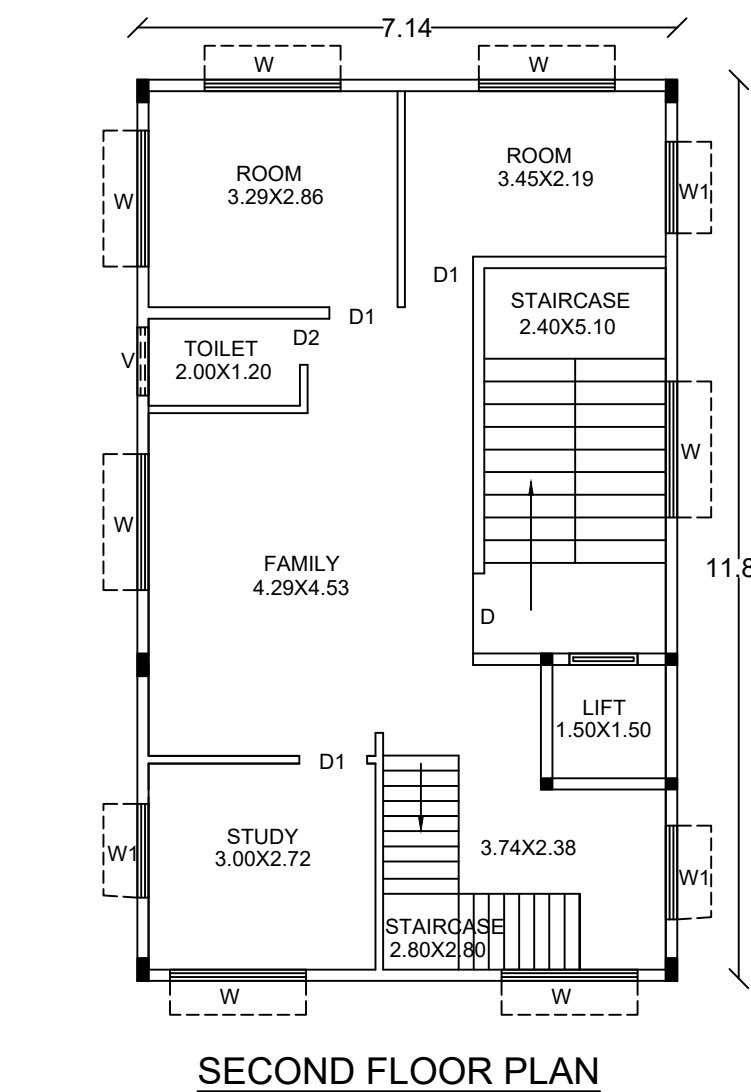 7.14
W
W
ROOM
3.29X2.86
ROOM
3.45X2.19
W
W1
D1
STAIRCASE
2.40X5.10
D1
D2
TOILET
2.00X1.20
V
W
W
FAMILY
4.29X4.53
11.8
D
LIFT
1.50X1.50
D1
STUDY
3.00X2.72
W1
3.74X2.38
W1
STAIRCASE
2.80X2.80
W
W
SECOND FLOOR PLAN